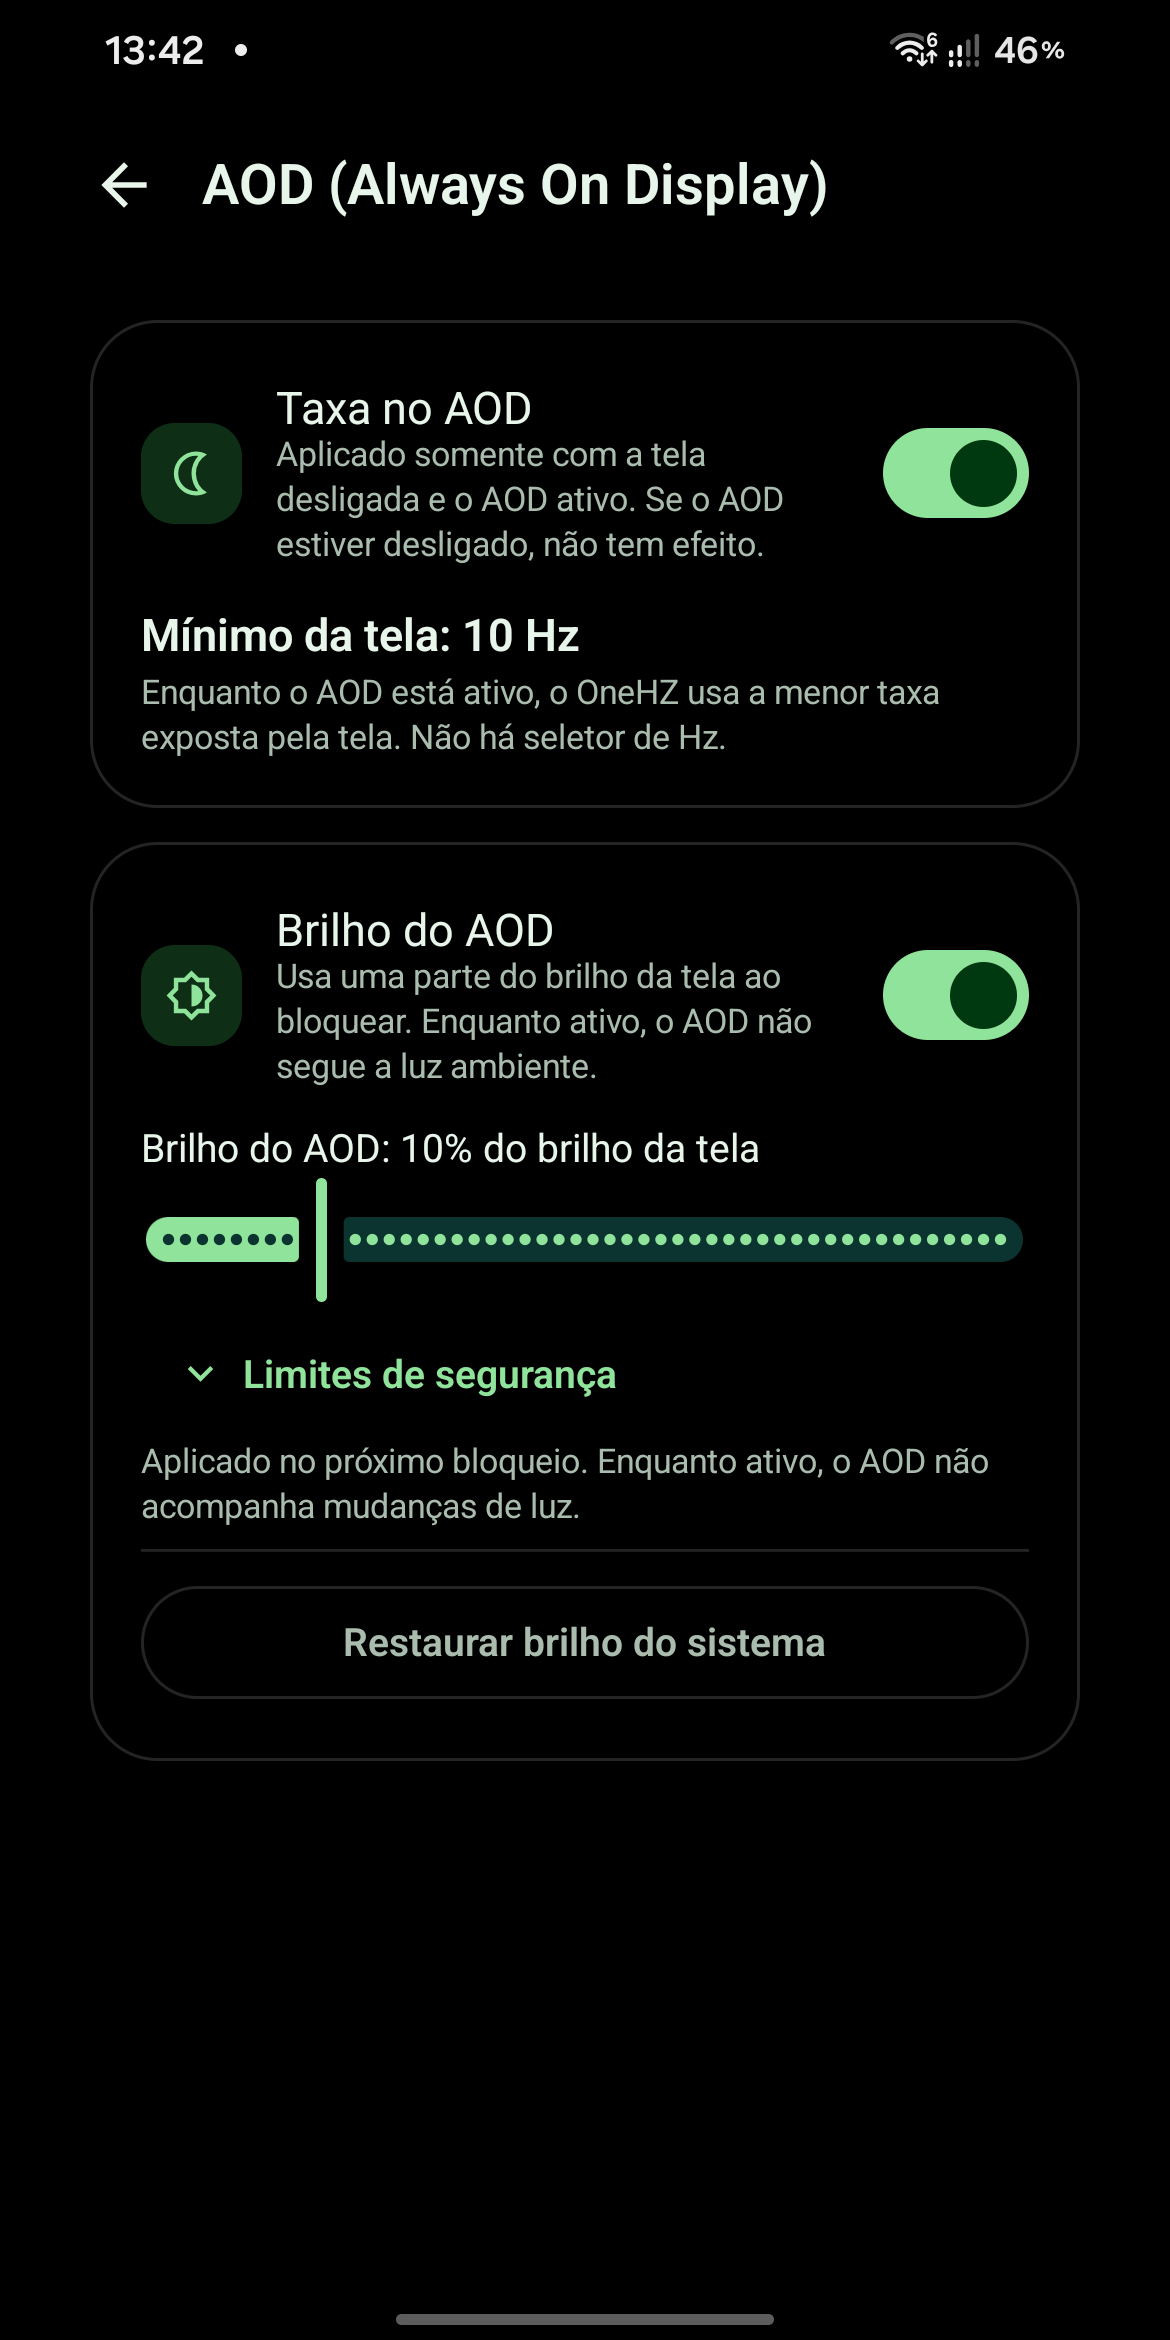 13:42
6
46%
AOD (Always On Display)
Taxa no AOD
Aplicado somente com a tela
desligada e o AOD ativo. Se o AOD
estiver desligado, não tem efeito.
Mínimo da tela: 10 Hz
Enquanto o AOD está ativo, o OneHZ usa a menor taxa
exposta pela tela. Não há seletor de Hz.
Brilho do AOD
Usa uma parte do brilho da tela ao
bloquear. Enquanto ativo, o AOD não
segue a luz ambiente.
Brilho do AOD: 10% do brilho da tela
Limites de segurança
Aplicado no próximo bloqueio. Enquanto ativo, o AOD não
acompanha mudanças de luz.
Restaurar brilho do sistema